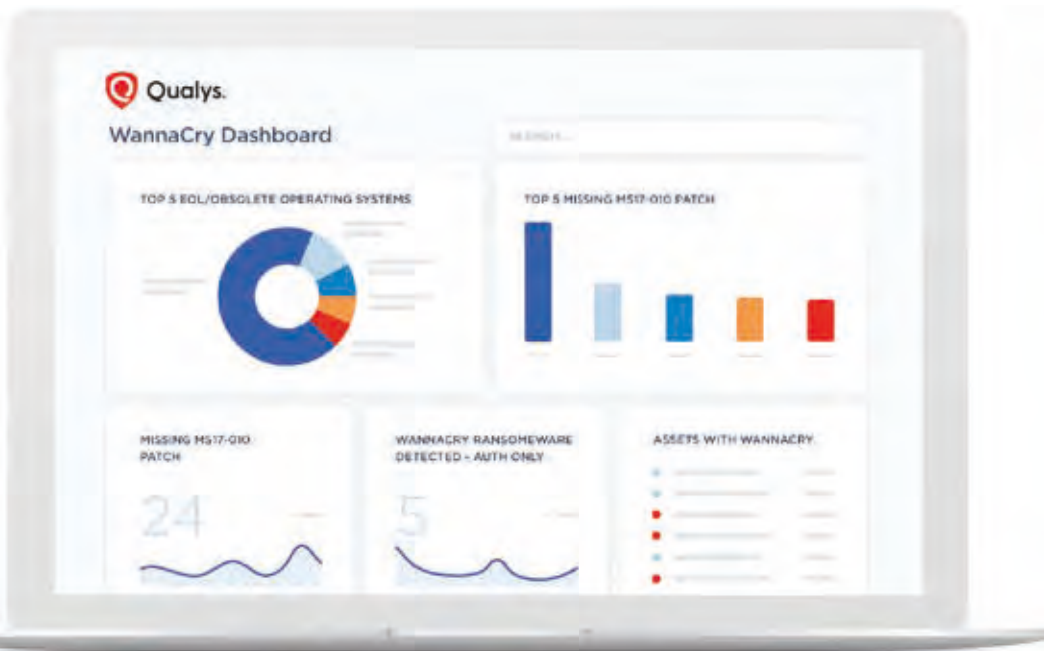 Qualys.
WannaCry Dashboard
SEARCH...
TOP 5 EOL/OBSOLETE OPERATING SYSTEMS
TOP 5 MISSING MS17-010 PATCH
MISSING MS17-010
PATCH
24
WANNACRY RANSOMEWARE
DETECTED - AUTH ONLY
5
ASSETS WITH WANNACRY